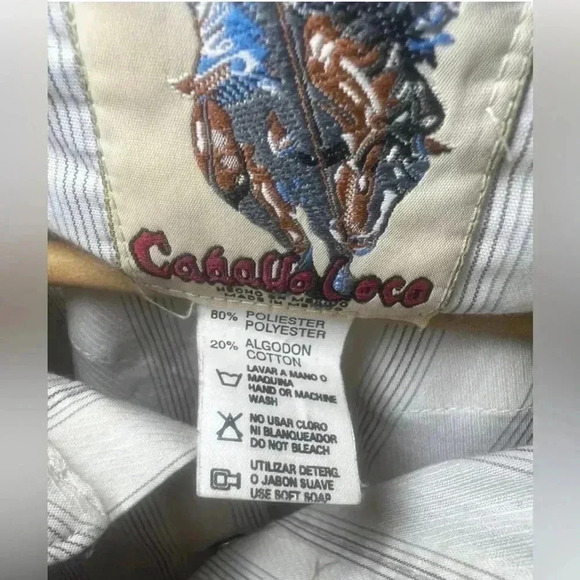 Caballo Loco
HECHO EN MEXICO
MADE IN MEXICO
80% POLIESTER
POLYESTER
20% ALGODON
COTTON
LAVAR A MANO O
MAQUINA
HAND OR MACHINE
WASH
NO USAR CLORO
NI BLANQUEADOR
DO NOT BLEACH
UTILIZAR DETERG.
O JABON SUAVE
USE SOFT SOAP